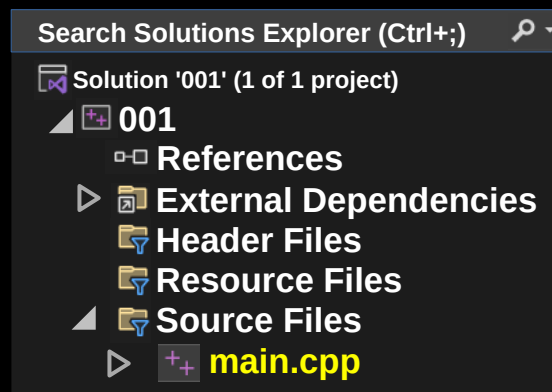 Search Solutions Explorer (Ctrl+;)
Solution '001' (1 of 1 project)
001
References
External Dependencies
Header Files
Resource Files
Source Files
main.cpp